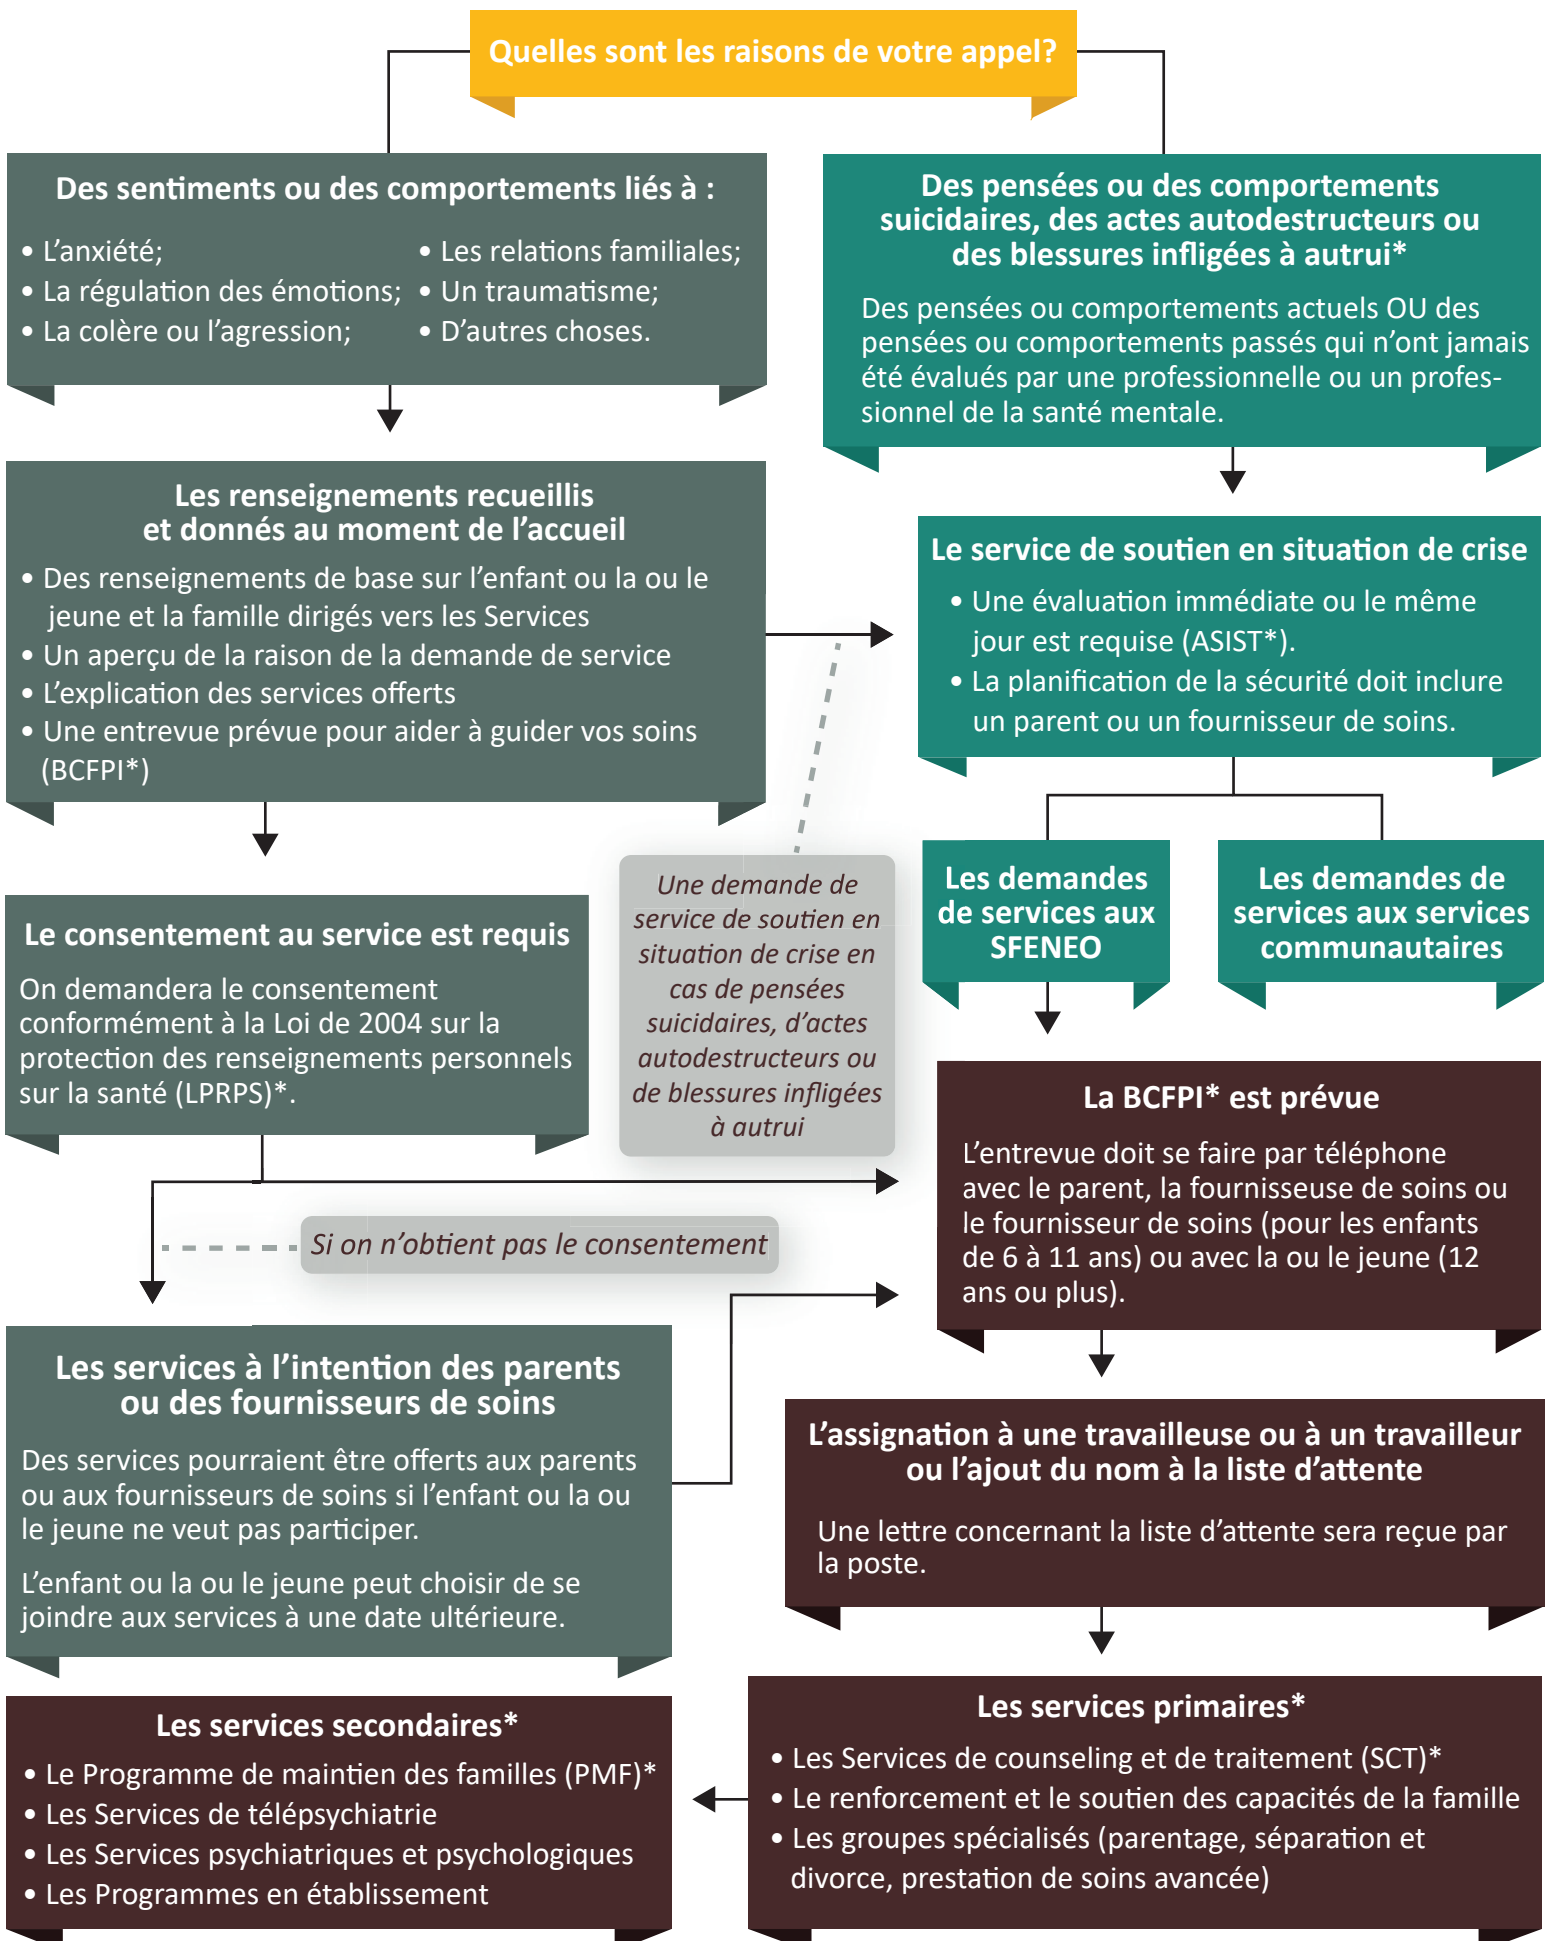 Quelles sont les raisons de votre appel?
Des sentiments ou des comportements liés à :
• L’anxiété;
• La régulation des émotions;
• La colère ou l’agression;
• Les relations familiales;
• Un traumatisme;
• D’autres choses.
Des pensées ou des comportements
suicidaires, des actes autodestructeurs ou
des blessures infligées à autrui*
Des pensées ou comportements actuels OU des
pensées ou comportements passés qui n’ont jamais
été évalués par une professionnelle ou un profes-
sionnel de la santé mentale.
Les renseignements recueillis
et donnés au moment de l’accueil
• Des renseignements de base sur l’enfant ou la ou le
jeune et la famille dirigés vers les Services
• Un aperçu de la raison de la demande de service
• L’explication des services offerts
• Une entrevue prévue pour aider à guider vos soins
(BCFPI*)
Le service de soutien en situation de crise
• Une évaluation immédiate ou le même
jour est requise (ASIST*).
• La planification de la sécurité doit inclure
un parent ou un fournisseur de soins.
Une demande de
service de soutien en
situation de crise en
cas de pensées
suicidaires, d’actes
autodestructeurs ou
de blessures infligées
à autrui
Les demandes
de services aux
SFENEO
Les demandes de
services aux services
communautaires
Le consentement au service est requis
On demandera le consentement
conformément à la Loi de 2004 sur la
protection des renseignements personnels
sur la santé (LPRPS)*.
La BCFPI* est prévue
L’entrevue doit se faire par téléphone
avec le parent, la fournisseuse de soins ou
le fournisseur de soins (pour les enfants
de 6 à 11 ans) ou avec la ou le jeune (12
ans ou plus).
Si on n’obtient pas le consentement
Les services à l’intention des parents
ou des fournisseurs de soins
Des services pourraient être offerts aux parents
ou aux fournisseurs de soins si l’enfant ou la ou
le jeune ne veut pas participer.
L’enfant ou la ou le jeune peut choisir de se
joindre aux services à une date ultérieure.
L’assignation à une travailleuse ou à un travailleur
ou l’ajout du nom à la liste d’attente
Une lettre concernant la liste d’attente sera reçue par
la poste.
Les services secondaires*
• Le Programme de maintien des familles (PMF)*
• Les Services de télépsychiatrie
• Les Services psychiatriques et psychologiques
• Les Programmes en établissement
Les services primaires*
• Les Services de counseling et de traitement (SCT)*
• Le renforcement et le soutien des capacités de la famille
• Les groupes spécialisés (parentage, séparation et
divorce, prestation de soins avancée)